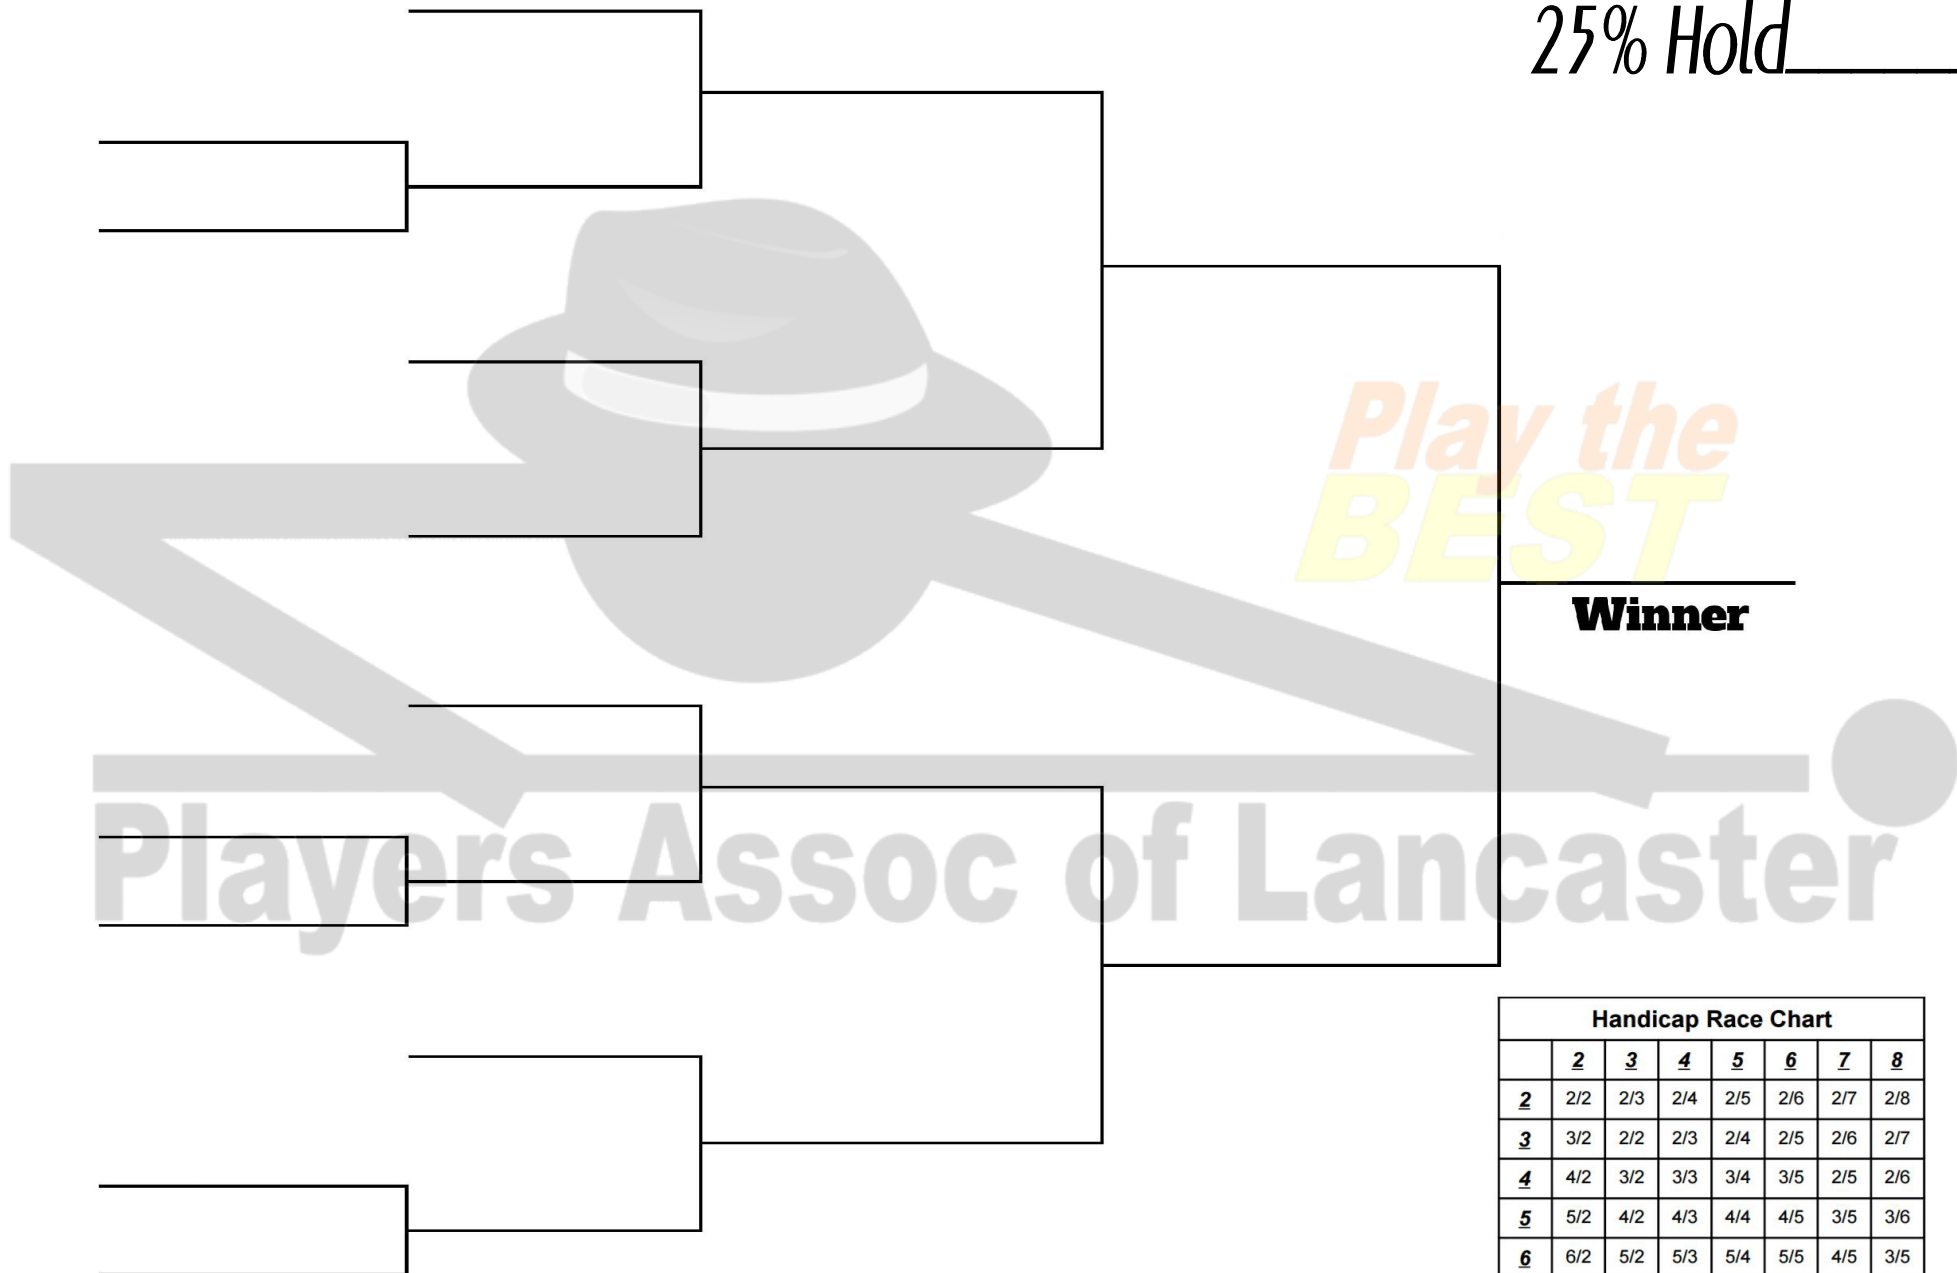 25% Hold
Play the
BEST
Winner
Players Assoc of Lancaster
Handicap Race Chart
2 3 4 5 6 7 8
2 2/2 2/3 2/4 2/5 2/6 2/7 2/8
3 3/2 2/2 2/3 2/4 2/5 2/6 2/7
4 4/2 3/2 3/3 3/4 3/5 2/5 2/6
5 5/2 4/2 4/3 4/4 4/5 3/5 3/6
6 6/2 5/2 5/3 5/4 5/5 4/5 3/5